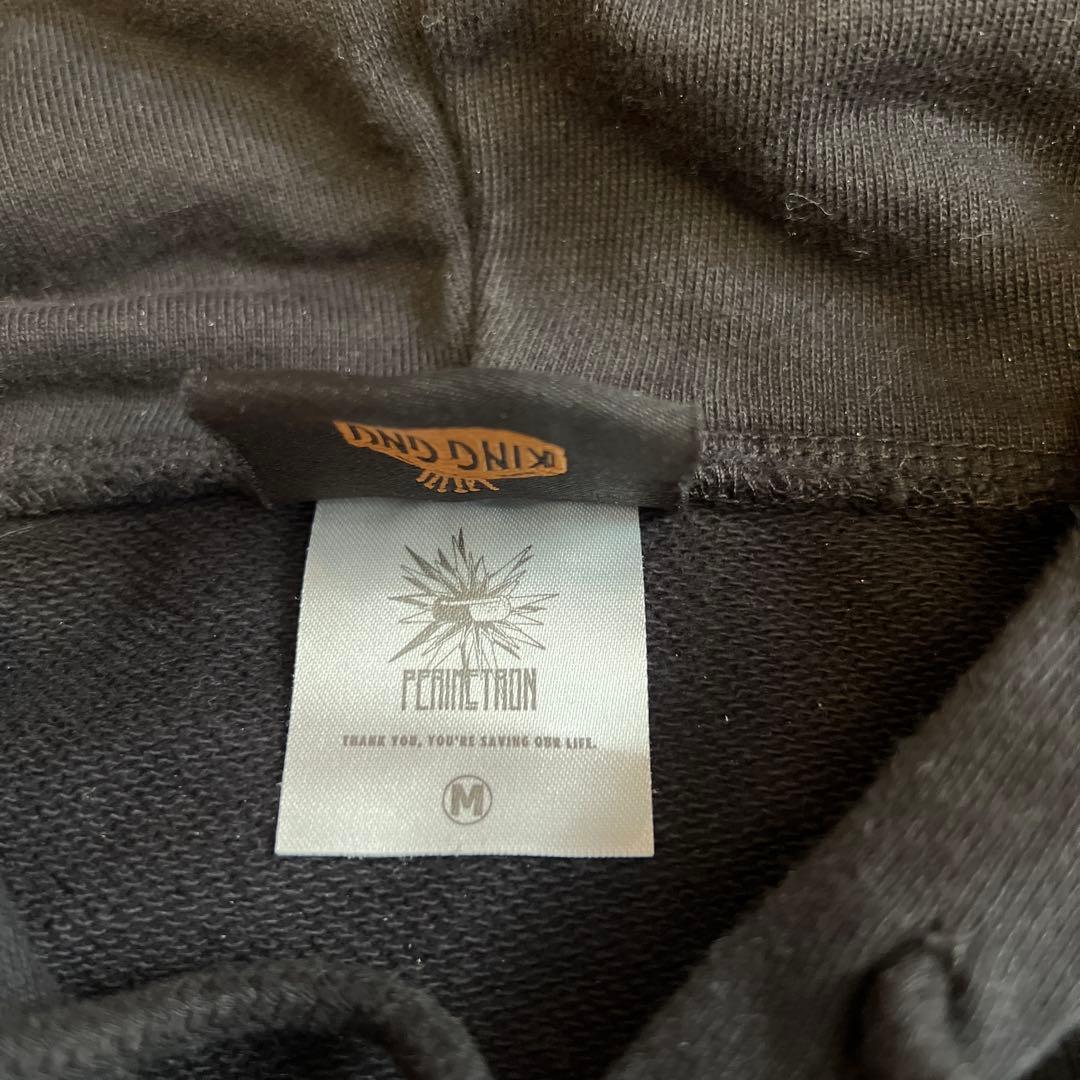 KING GNU
PERIMETRON
THANK YOU, YOU'RE SAVING OUR LIFE.
M